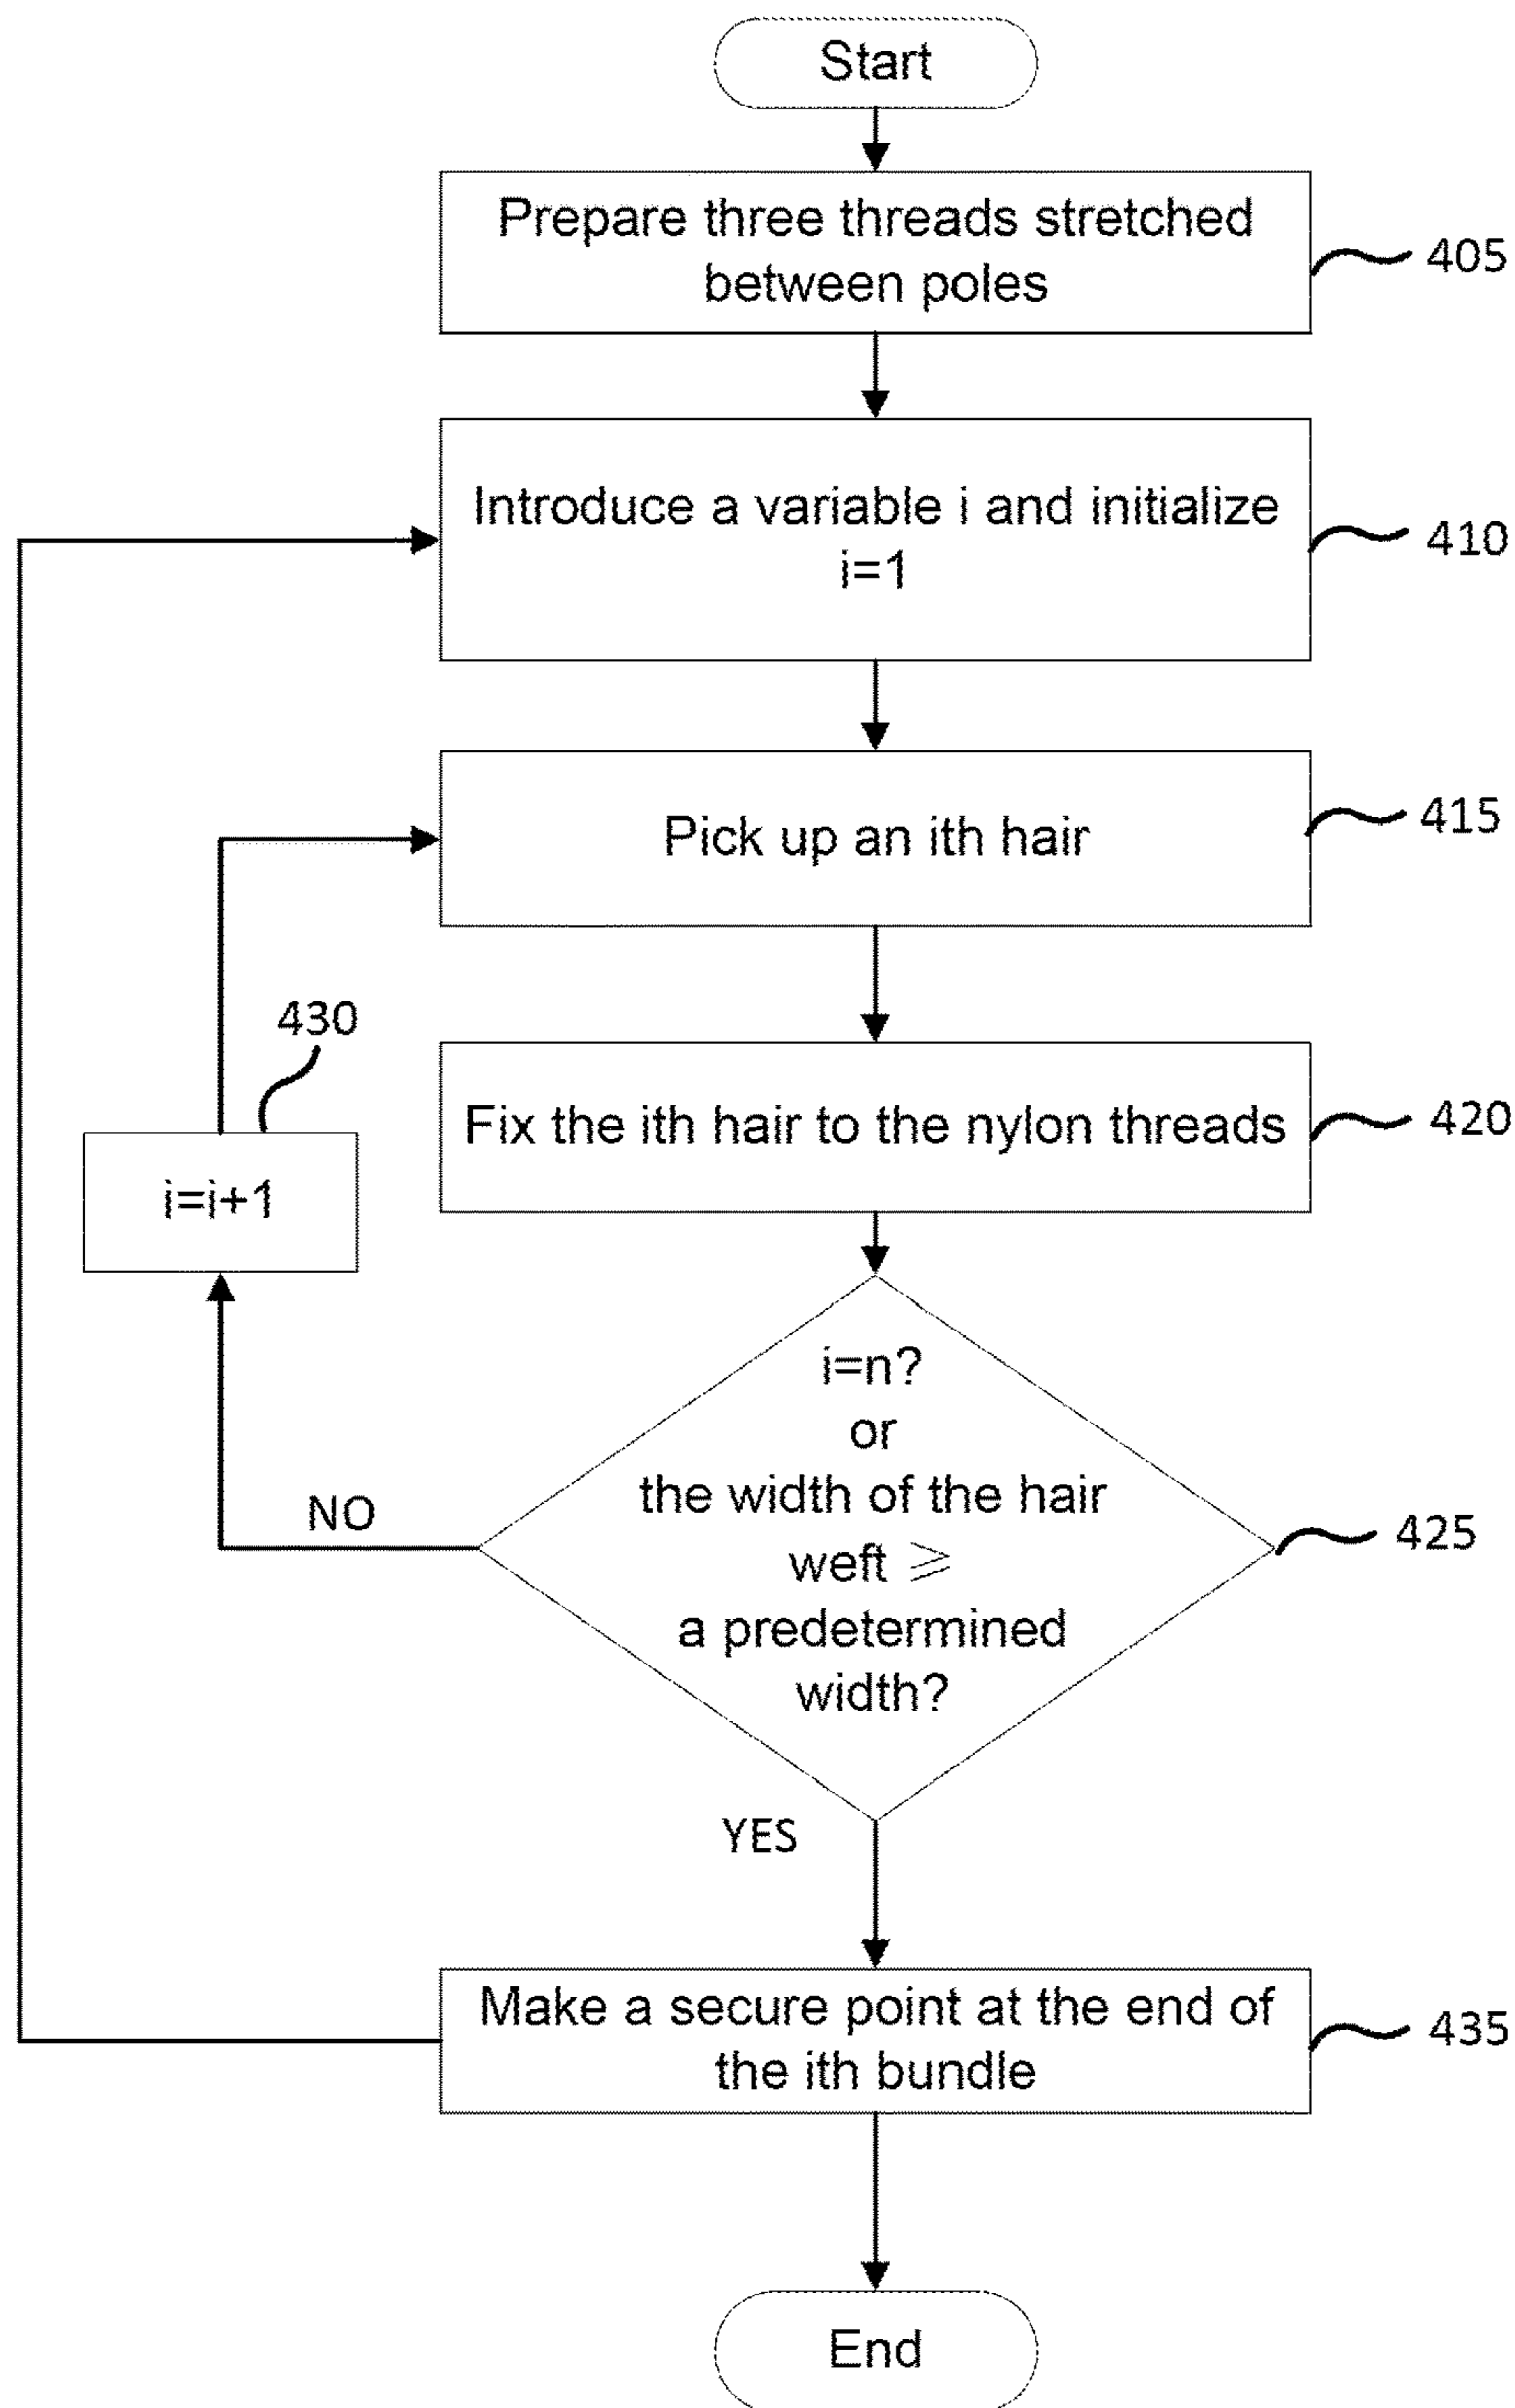 Start
Prepare three threads stretched
between poles
405
Introduce a variable i and initialize
i=1
410
Pick up an ith hair
415
430
Fix the ith hair to the nylon threads
420
i=i+1
i=n?
or
the width of the hair
weft ⩾
a predetermined
width?
NO
425
YES
Make a secure point at the end of
the ith bundle
435
End